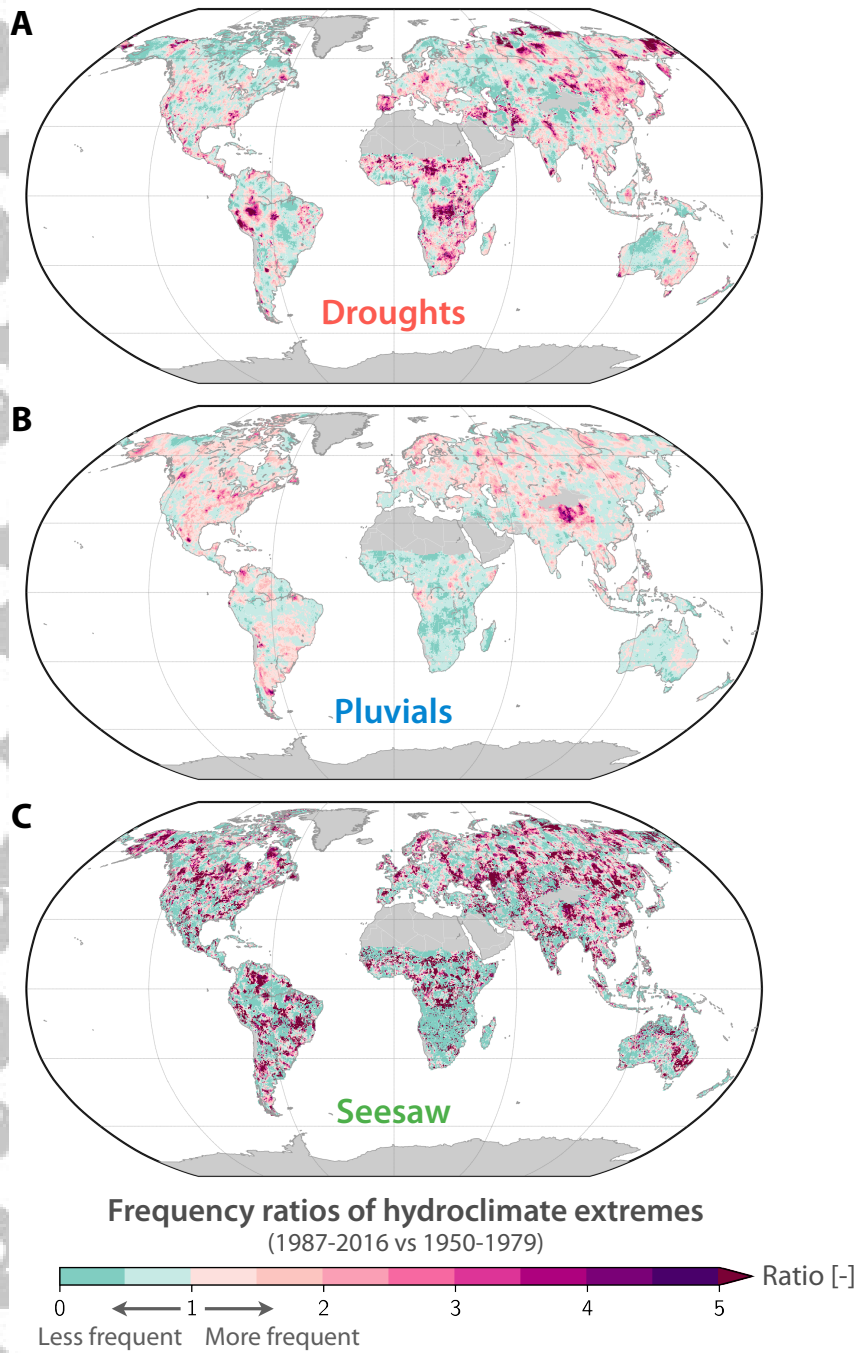 A
Droughts
B
Pluvials
C
Seesaw
Frequency ratios of hydroclimate extremes
(1987-2016 vs 1950-1979)
Ratio [-]
0 1 2 3 4 5
Less frequent More frequent